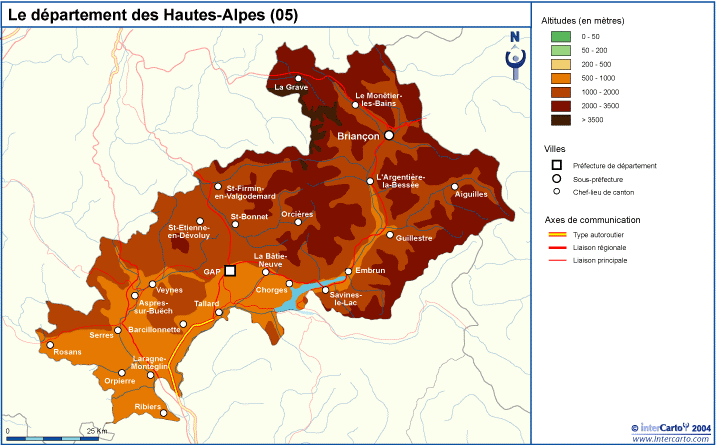 Le département des Hautes-Alpes (05)
N
La Grave
Le Monêtier-
les-Bains
Briançon
L'Argentière-
la-Bessée
Aiguilles
St-Firmin-
en-Valgodemard
St-Etienne-
en-Dévoluy
St-Bonnet
Orcières
Guillestre
La Bâtie-
Neuve
GAP
Embrun
Chorges
Savines-
le-Lac
Veynes
Aspres-
sur-Buëch
Tallard
Barcillonnette
Serres
Rosans
Laragne-
Montéglin
Orpierre
Ribiers
0 25 Km
Altitudes (en mètres)
0 - 50
50 - 200
200 - 500
500 - 1000
1000 - 2000
2000 - 3500
> 3500
Villes
Préfecture de département
Sous-préfecture
Chef-lieu de canton
Axes de communication
Type autoroutier
Liaison régionale
Liaison principale
© interCarto 2004
www.intercarto.com